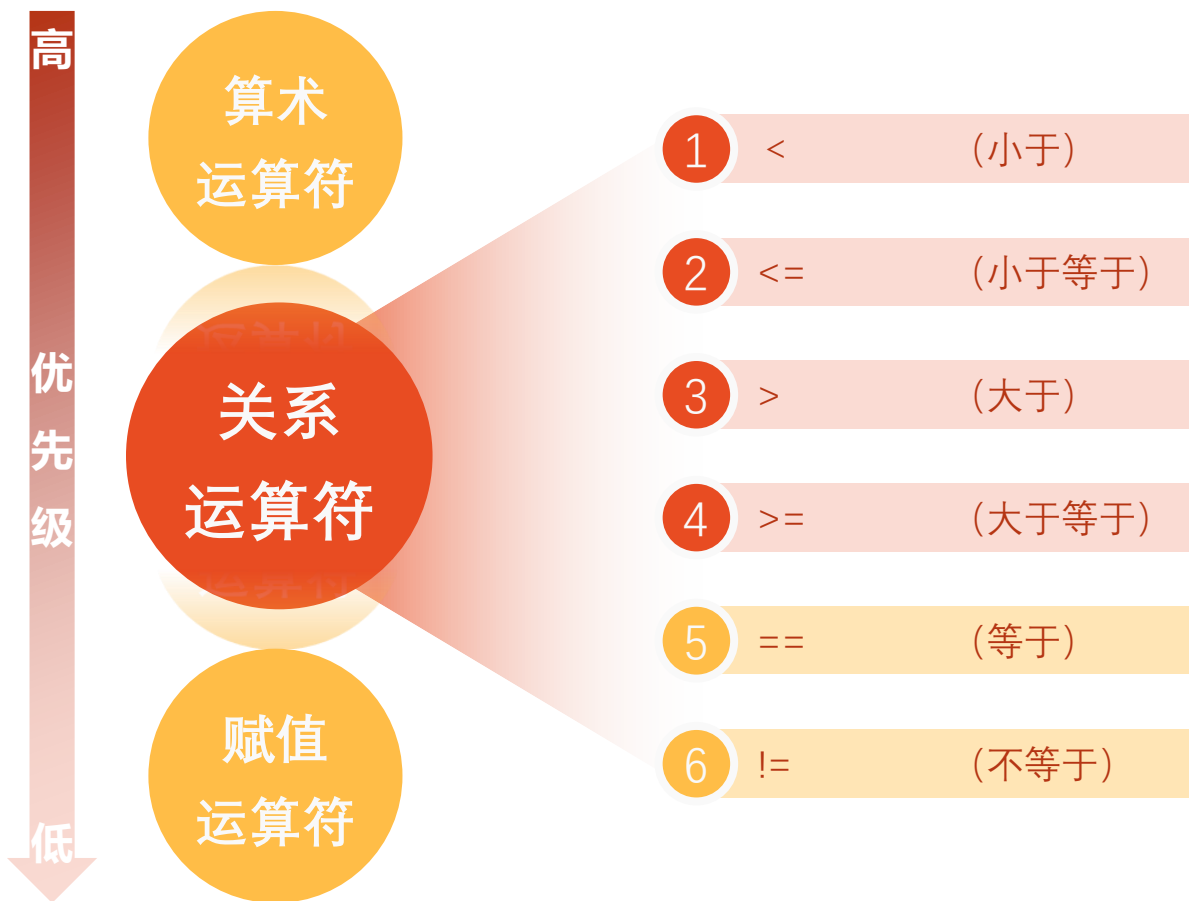 高
优
先
级
低
算术
运算符
关系
运算符
赋值
运算符
1 < (小于)
2 <= (小于等于)
3 > (大于)
4 >= (大于等于)
5 == (等于)
6 != (不等于)